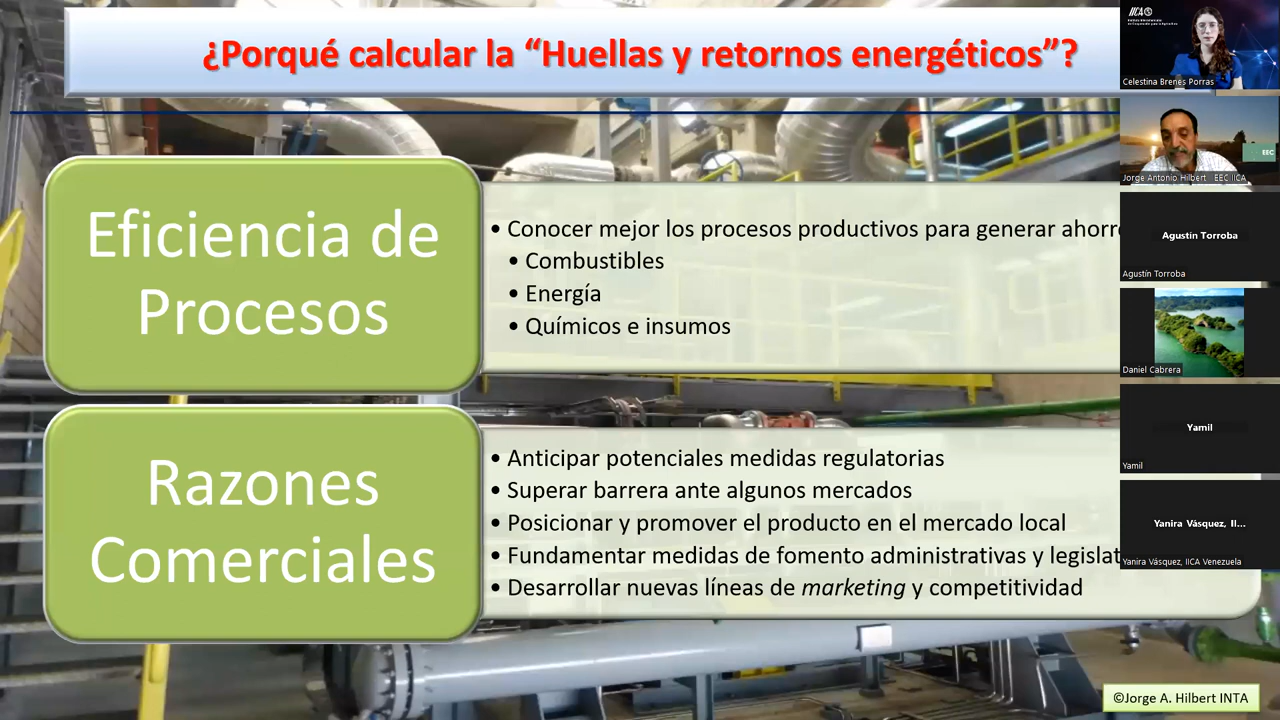 ¿Porqué calcular la “Huellas y retornos energéticos”?
Eficiencia de
Procesos
• Conocer mejor los procesos productivos para generar
• Combustibles
• Energía
• Químicos e insumos
Razones
Comerciales
• Anticipar potenciales medidas regulatorias
• Superar barrera ante algunos mercados
• Posicionar y promover el producto en el mercado local
• Fundamentar medidas de fomento administrativas y
• Desarrollar nuevas líneas de marketing y competitividad
©Jorge A. Hilbert INTA
IICA
Celestina Brenes Porras
EEC
Jorge Antonio Hilbert EEC IICA
Agustín Torroba
Agustín Torroba
Daniel Cabrera
Yamil
Yamil
Yanira Vásquez, II...
Yanira Vásquez, IICA Venezuela